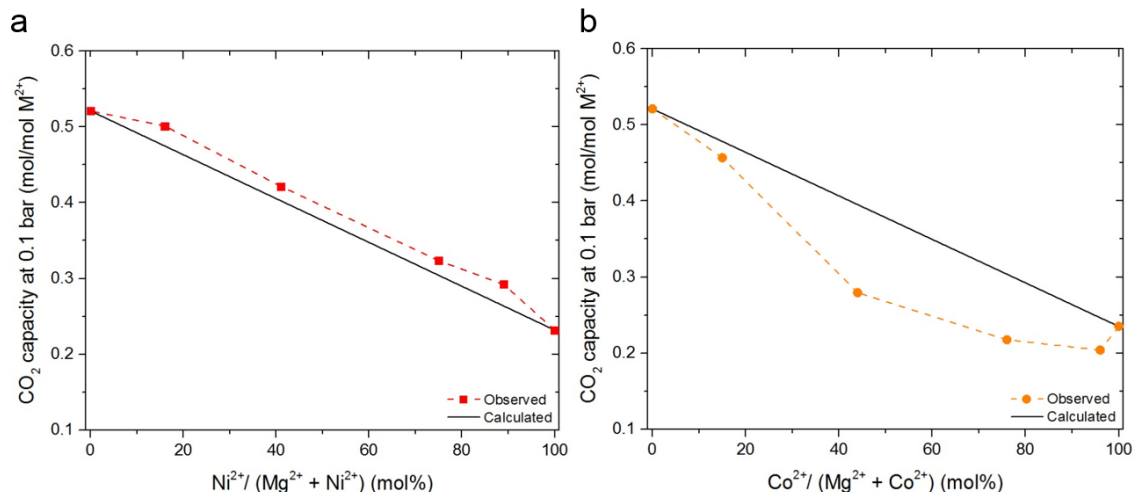 a
0.6
0.5
0.4
0.3
0.2
0.1
CO₂ capacity at 0.1 bar (mol/mol M²⁺)
Observed
Calculated
0 20 40 60 80 100
Ni²⁺/ (Mg²⁺ + Ni²⁺) (mol%)
b
0.6
0.5
0.4
0.3
0.2
0.1
CO₂ capacity at 0.1 bar (mol/mol M²⁺)
Observed
Calculated
0 20 40 60 80 100
Co²⁺/ (Mg²⁺ + Co²⁺) (mol%)